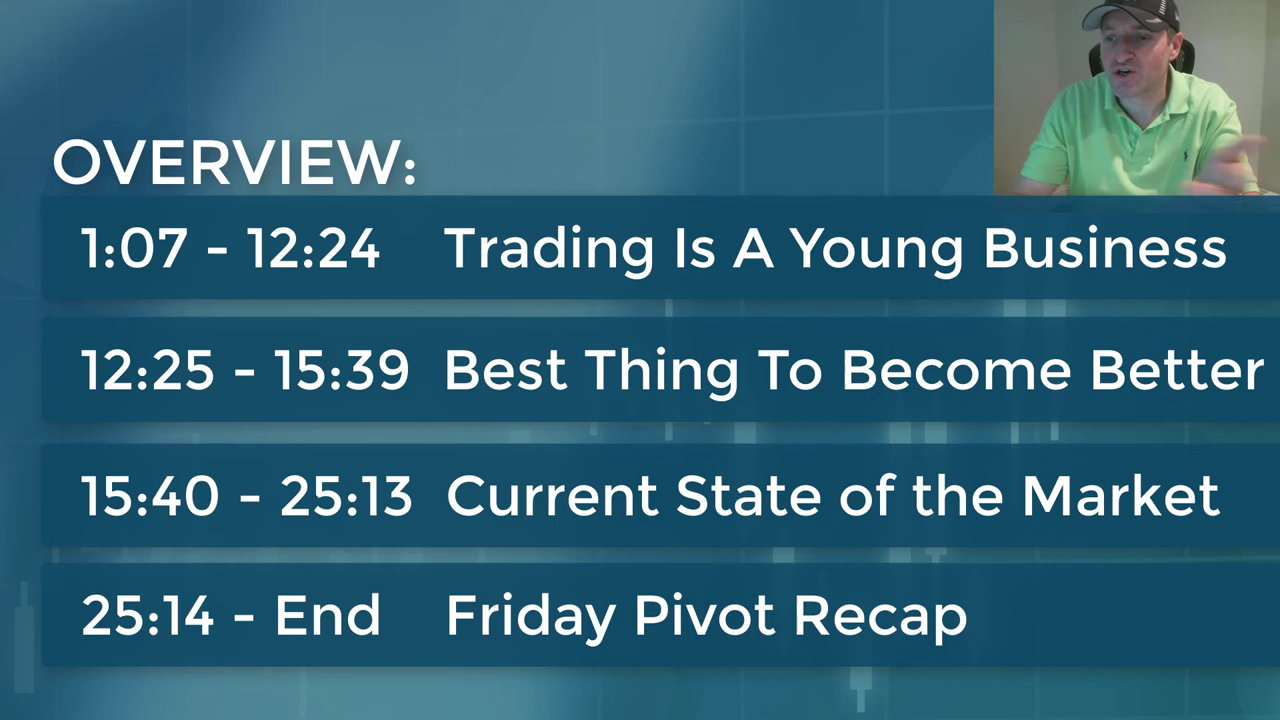 OVERVIEW:
1:07 - 12:24 Trading Is A Young Business
12:25 - 15:39 Best Thing To Become Better
15:40 - 25:13 Current State of the Market
25:14 - End Friday Pivot Recap